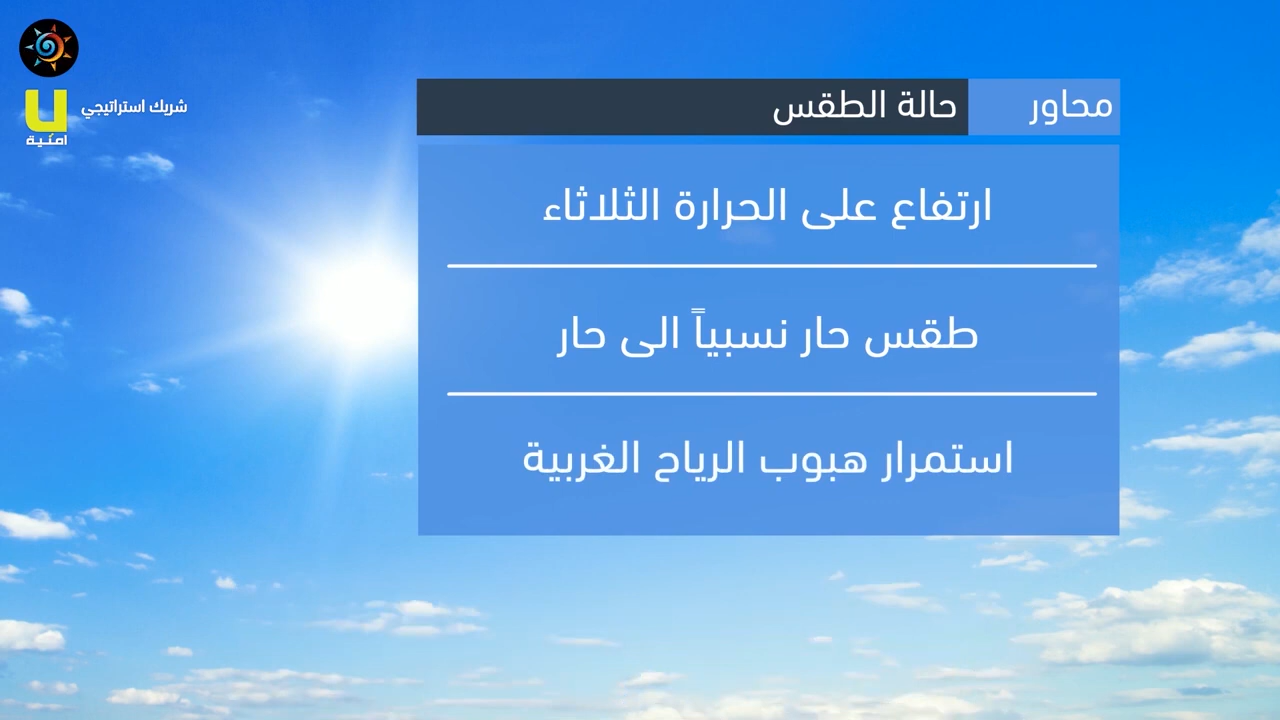 محاور
حالة الطقس
ارتفاع على الحرارة الثلاثاء
طقس حار نسبياً الى حار
استمرار هبوب الرياح الغربية
شريك استراتيجي
امنية